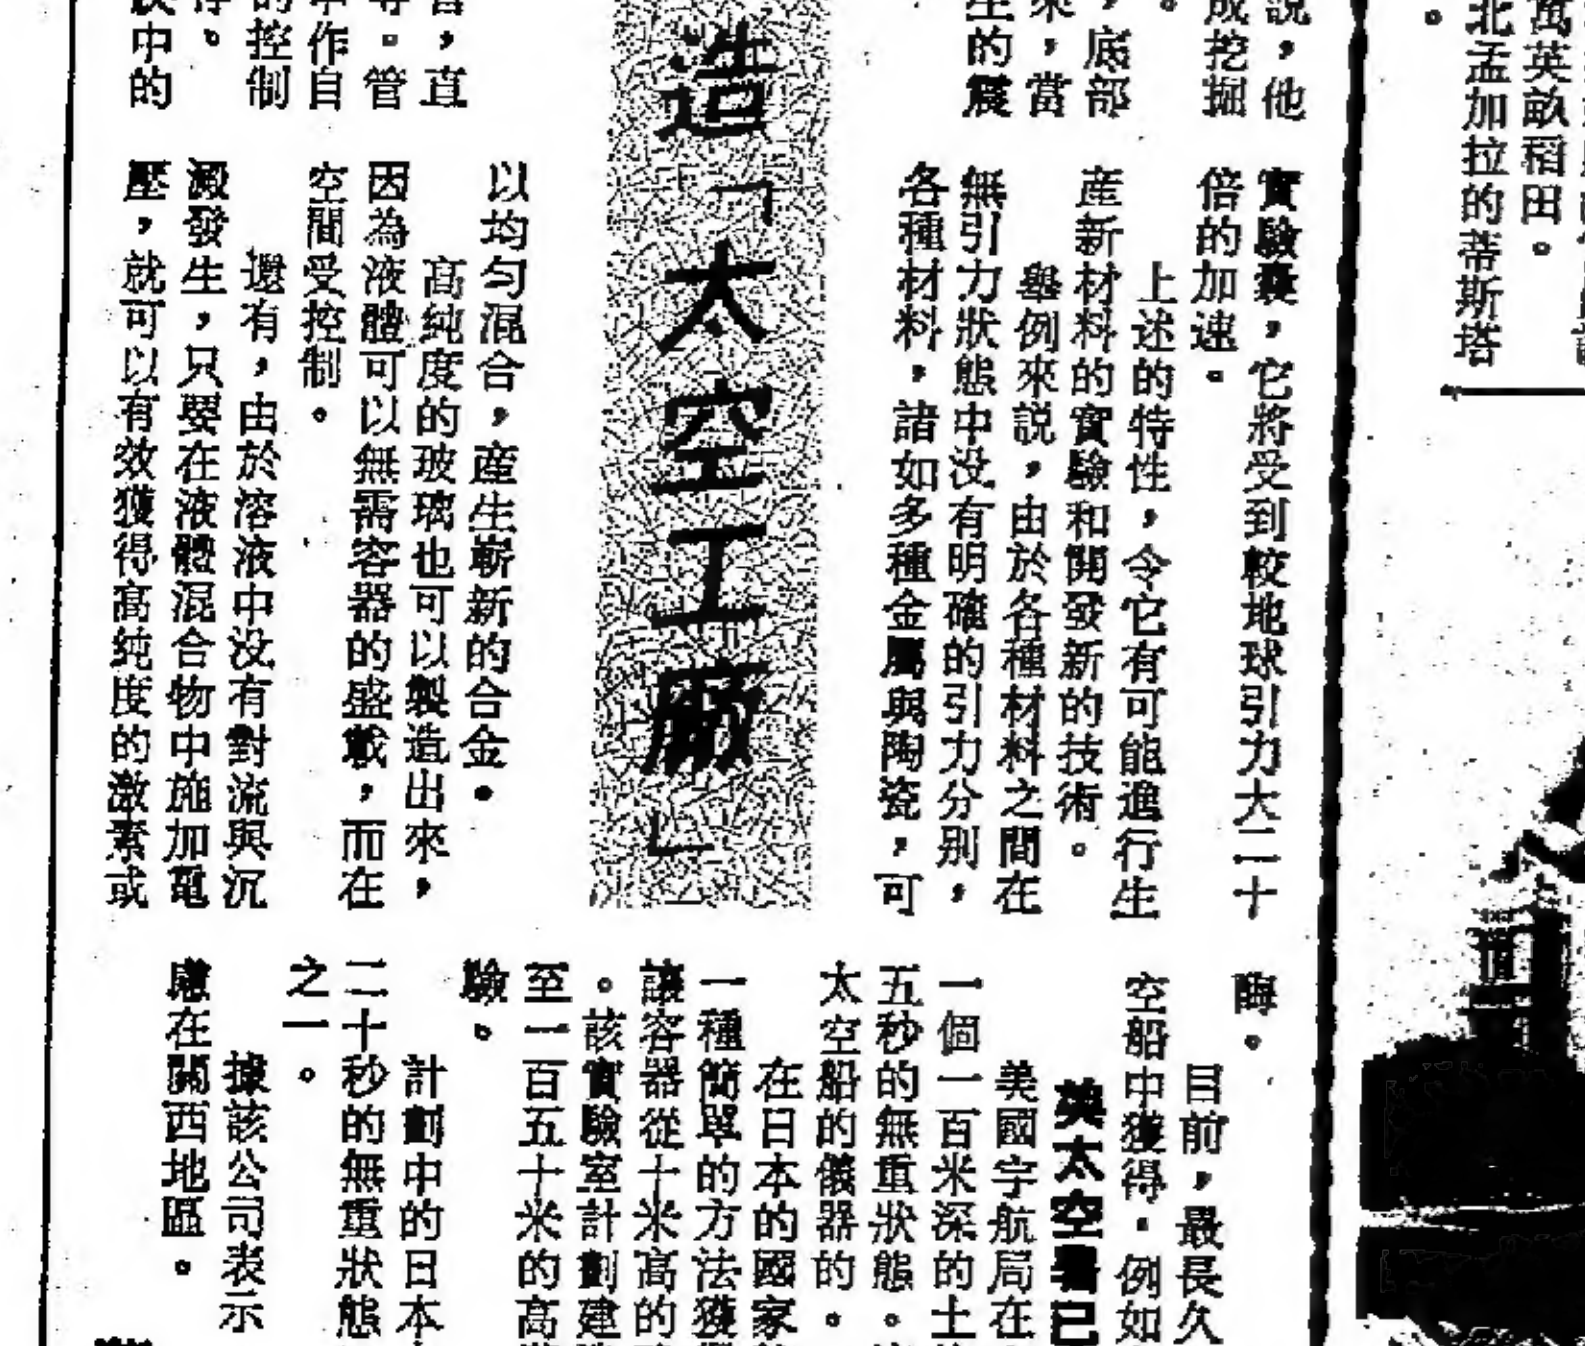 北孟加拉的蒂斯塔
萬英畝稻田。
。
說，他
成挖掘
。
，底部
來，當
生的震
造「太空工廠」
，直
等。管
中作自
的控制
。
中的
實驗囊，它將受到較地球引力大二十
倍的加速。
上述的特性，令它有可能進行生
產新材料的實驗和開發新的技術。
舉例來説，由於各種材料之間在
無引力狀態中没有明確的引力分別，
各種材料，諸如多種金屬與陶瓷，可
以均勻混合，產生嶄新的合金。
高純度的玻璃也可以製造出來，
因為液體可以無需容器的盛載，而在
空間受控制。
還有，由於溶液中没有對流與沉
澱發生，只要在液體混合物中施加電
壓，就可以有效獲得高純度的激素或
。
目前，最長久
空船中獲得。例如
英太空署已
美國宇航局在
一個一百米深的土
五秒的無重狀態。
太空船的儀器的。
在日本的國家
一種簡單的方法獲
讓容器從十米高的
。該實驗室計劃建
至一百五十米的高
驗。
計劃中的日本
二十秒的無重狀態
之一。
據該公司表示
慮在關西地區。